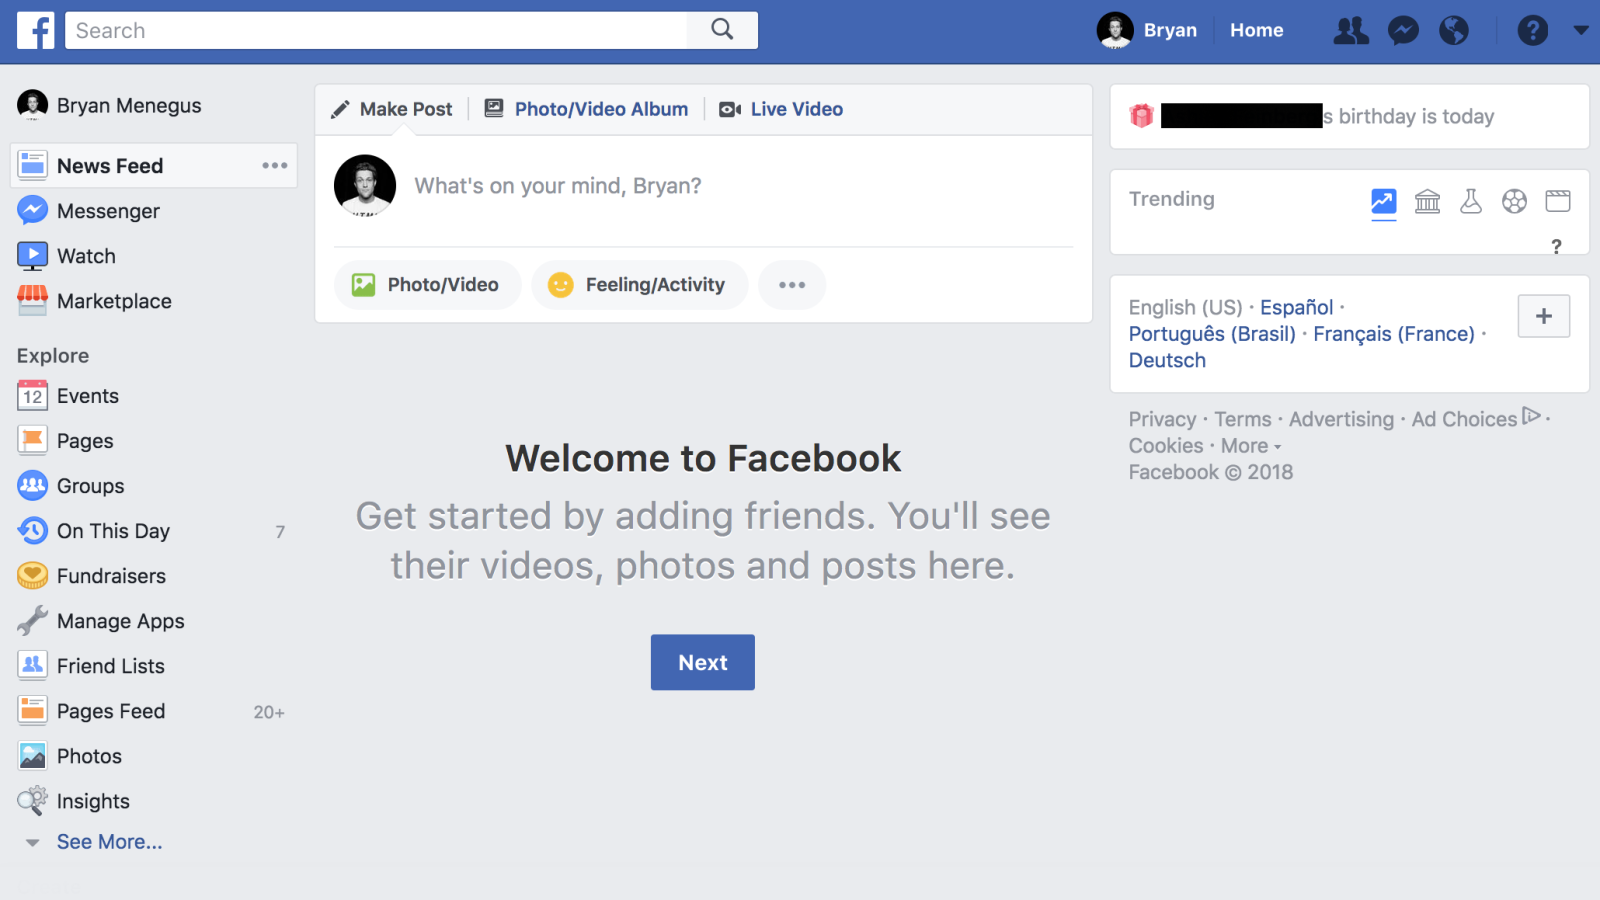 Search
Bryan
Home
Bryan Menegus
News Feed
Messenger
Watch
Marketplace
Explore
12 Events
Pages
Groups
On This Day 7
Fundraisers
Manage Apps
Friend Lists
Pages Feed 20+
Photos
Insights
See More...
Make Post
Photo/Video Album
Live Video
What's on your mind, Bryan?
Photo/Video
Feeling/Activity
Welcome to Facebook
Get started by adding friends. You'll see
their videos, photos and posts here.
Next
s birthday is today
Trending
?
English (US) · Español ·
Português (Brasil) · Français (France) ·
Deutsch
+
Privacy · Terms · Advertising · Ad Choices ·
Cookies · More
Facebook © 2018